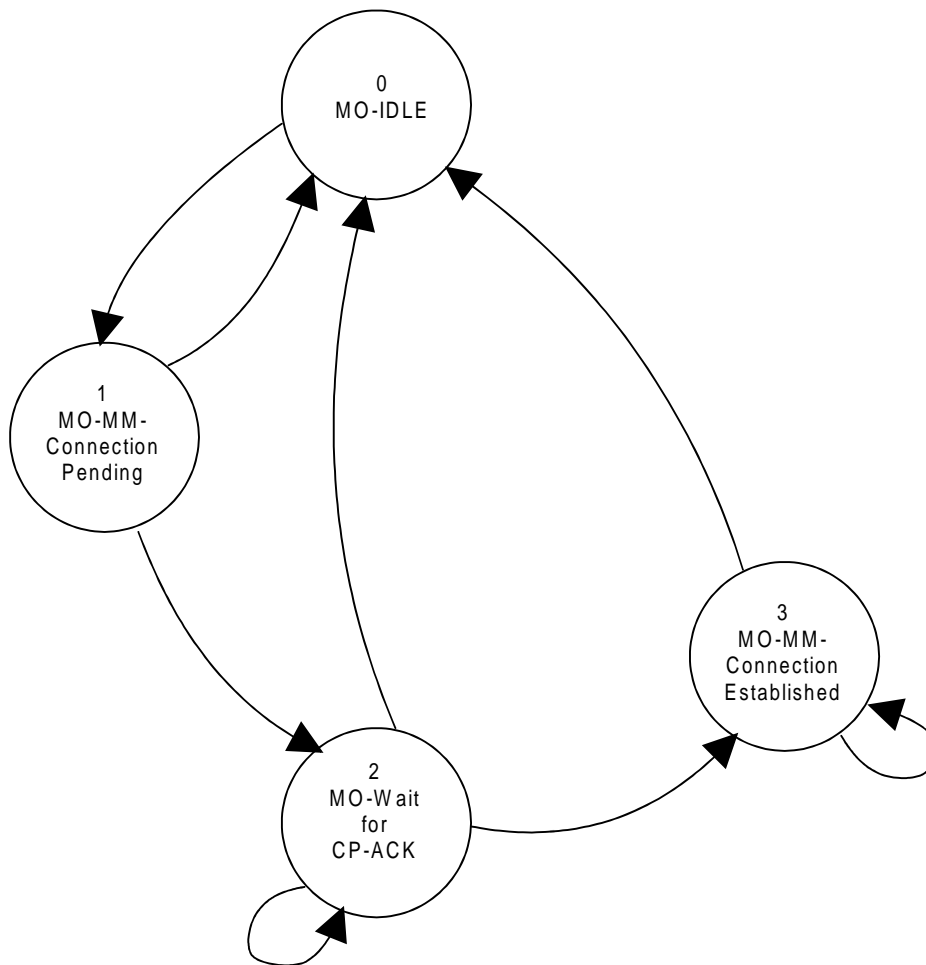 0
MO-IDLE
1
MO-MM-
Connection
Pending
3
MO-MM-
Connection
Established
2
MO-Wait
for
CP-ACK